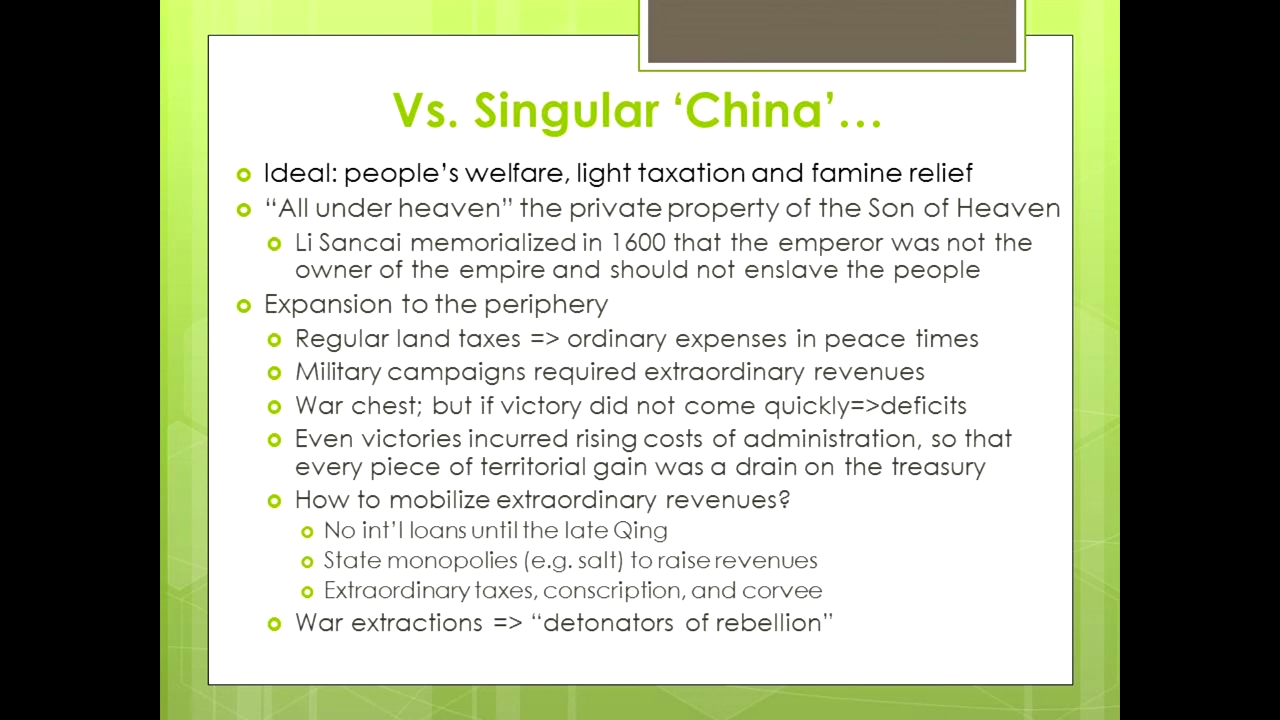 Vs. Singular ‘China’…
Ideal: people’s welfare, light taxation and famine relief
“All under heaven” the private property of the Son of Heaven
Li Sancai memorialized in 1600 that the emperor was not the
owner of the empire and should not enslave the people
Expansion to the periphery
Regular land taxes => ordinary expenses in peace times
Military campaigns required extraordinary revenues
War chest; but if victory did not come quickly=>deficits
Even victories incurred rising costs of administration, so that
every piece of territorial gain was a drain on the treasury
How to mobilize extraordinary revenues?
No int’l loans until the late Qing
State monopolies (e.g. salt) to raise revenues
Extraordinary taxes, conscription, and corvee
War extractions => “detonators of rebellion”